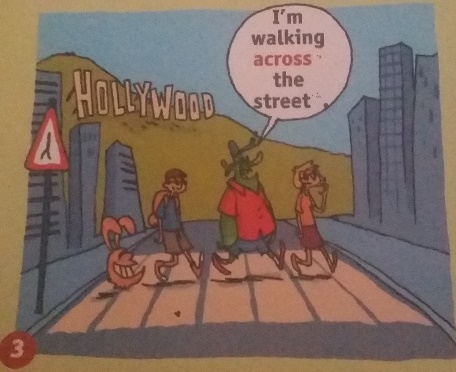 I'm
walking
across
the
street.
HOLLYWOOD
3